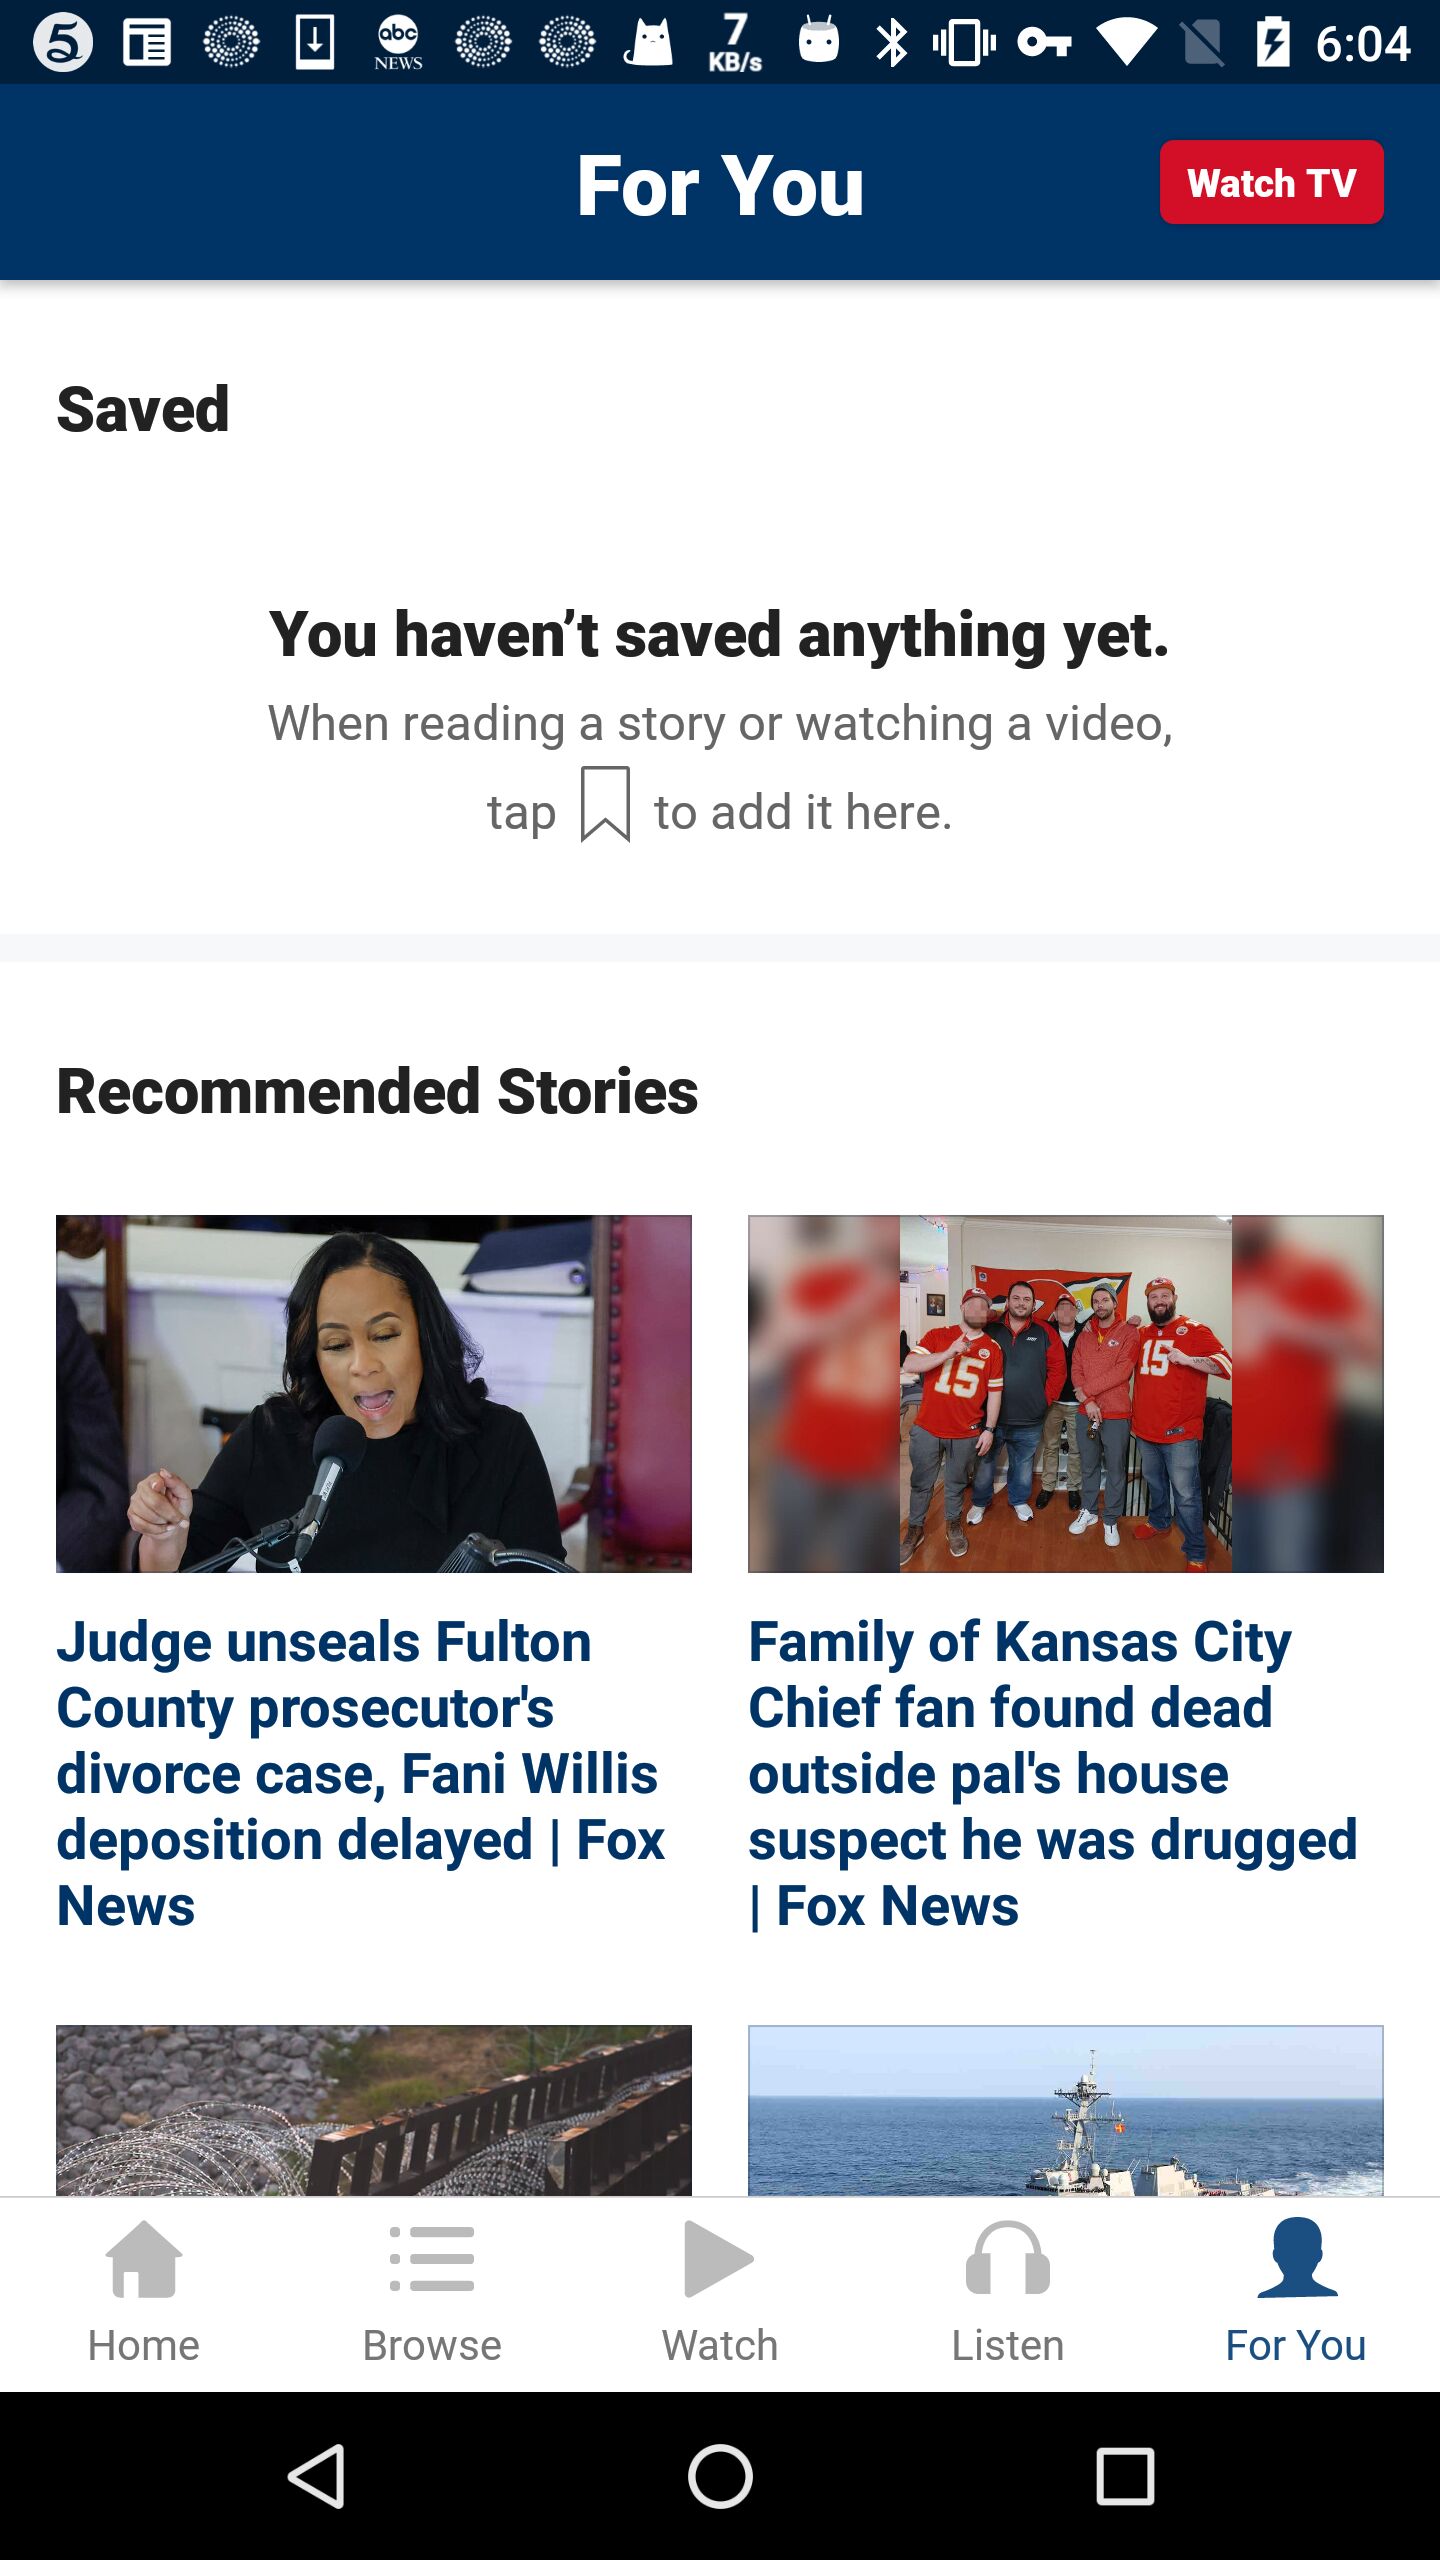 5
abc
NEWS
7
KB/s
6:04
For You
Watch TV
Saved
You haven’t saved anything yet.
When reading a story or watching a video,
tap to add it here.
Recommended Stories
15
15
Judge unseals Fulton
County prosecutor's
divorce case, Fani Willis
deposition delayed | Fox
News
Family of Kansas City
Chief fan found dead
outside pal's house
suspect he was drugged
| Fox News
Home
Browse
Watch
Listen
For You